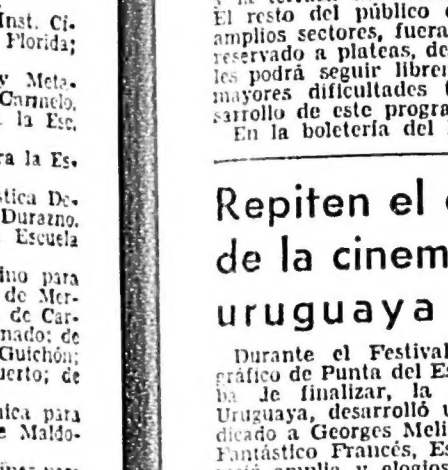 Inst. Ci-
Florida;
y Meta-
Carmelo,
la Esc.
ra la Es-
stica De-
Durazno.
Escuela
ino para
de Mer-
de Car-
nado; de
Guichón;
uerto; de
nica para
e Maldo-
El resto del público
amplios sectores, fuera
reservado a plateas, de
les podrá seguir libre
mayores dificultades
sarrollo de este progra
En la boletería del
Repiten el
de la cinem
uruguaya
Durante el Festival
gráfico de Punta del Es
ba de finalizar, la
Uruguaya, desarrolló
dicado a Georges Meli
Fantástico Francés, Es